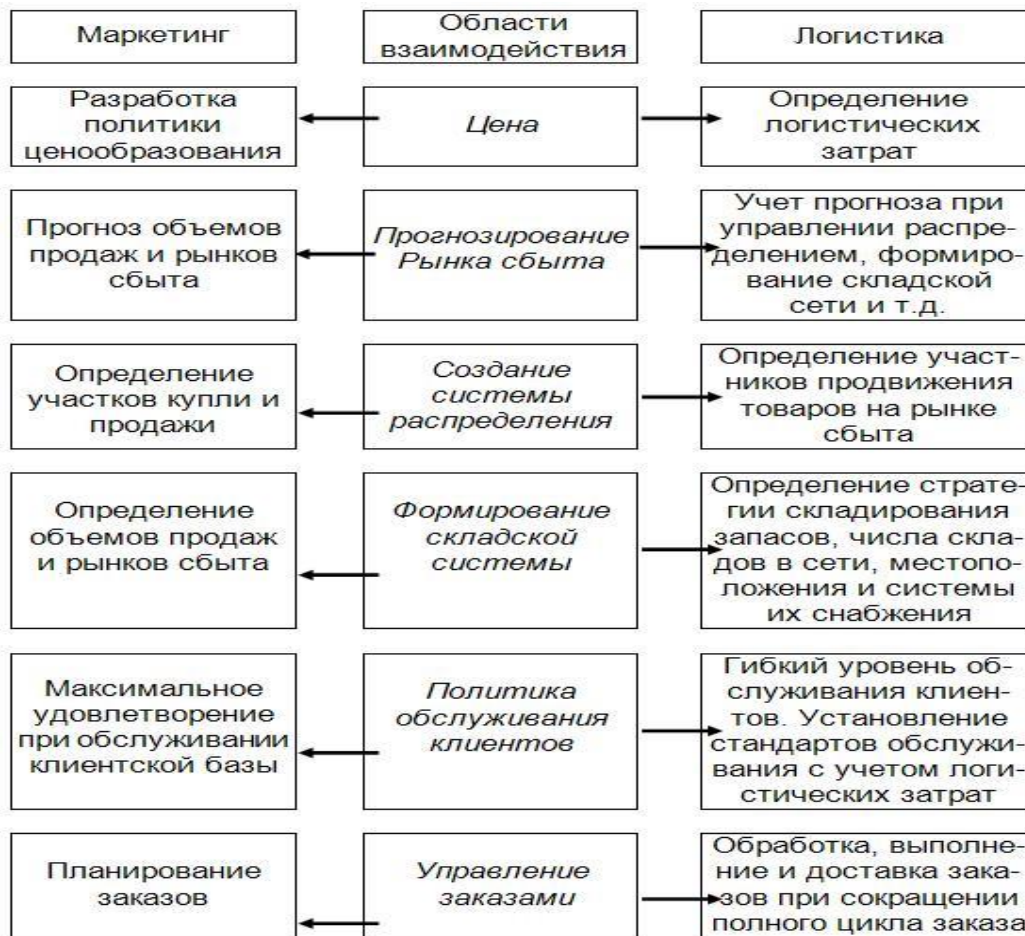 Маркетинг
Области
взаимодействия
Логистика
Разработка
политики
ценообразования
Цена
Определение
логистических
затрат
Прогноз объемов
продаж и рынков
сбыта
Прогнозирование
Рынка сбыта
Учет прогноза при
управлении распре-
делением, формиро-
вание складской
сети и т.д.
Определение
участков купли и
продажи
Создание
системы
распределения
Определение участ-
ников продвижения
товаров на рынке
сбыта
Определение
объемов продаж
и рынков сбыта
Формирование
складской
системы
Определение страте-
гии складирования
запасов, числа скла-
дов в сети, местопо-
ложения и системы
их снабжения
Максимальное
удовлетворение
при обслуживании
клиентской базы
Политика
обслуживания
клиентов
Гибкий уровень об-
служивания клиен-
тов. Установление
стандартов обслужи-
вания с учетом логи-
стических затрат
Планирование
заказов
Управление
заказами
Обработка, выполне-
ние и доставка зака-
зов при сокращении
полного цикла заказа